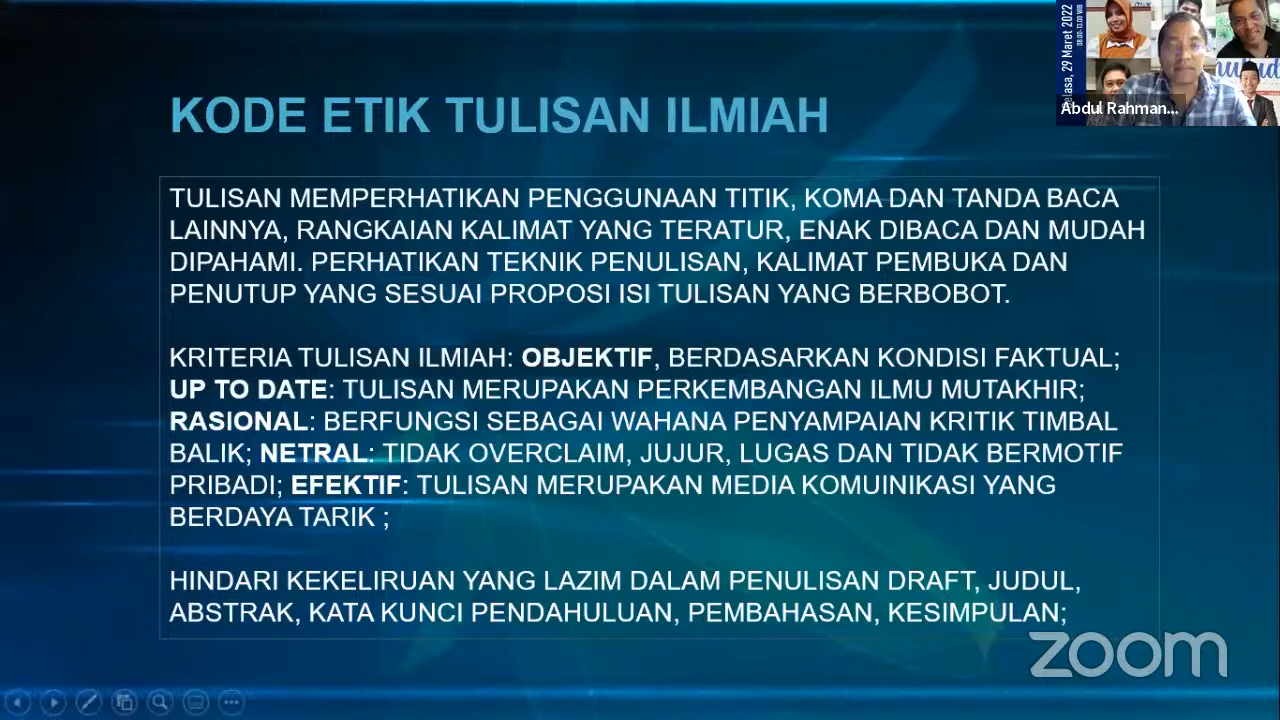 KODE ETIK TULISAN ILMIAH
TULISAN MEMPERHATIKAN PENGGUNAAN TITIK, KOMA DAN TANDA BACA
LAINNYA, RANGKAIAN KALIMAT YANG TERATUR, ENAK DIBACA DAN MUDAH
DIPAHAMI. PERHATIKAN TEKNIK PENULISAN, KALIMAT PEMBUKA DAN
PENUTUP YANG SESUAI PROPOSI ISI TULISAN YANG BERBOBOT.
KRITERIA TULISAN ILMIAH: OBJEKTIF, BERDASARKAN KONDISI FAKTUAL;
UP TO DATE: TULISAN MERUPAKAN PERKEMBANGAN ILMU MUTAKHIR;
RASIONAL: BERFUNGSI SEBAGAI WAHANA PENYAMPAIAN KRITIK TIMBAL
BALIK; NETRAL: TIDAK OVERCLAIM, JUJUR, LUGAS DAN TIDAK BERMOTIF
PRIBADI; EFEKTIF: TULISAN MERUPAKAN MEDIA KOMUINIKASI YANG
BERDAYA TARIK ;
HINDARI KEKELIRUAN YANG LAZIM DALAM PENULISAN DRAFT, JUDUL,
ABSTRAK, KATA KUNCI PENDAHULUAN, PEMBAHASAN, KESIMPULAN;
29 Maret 2022
Abdul Rahman...
zoom